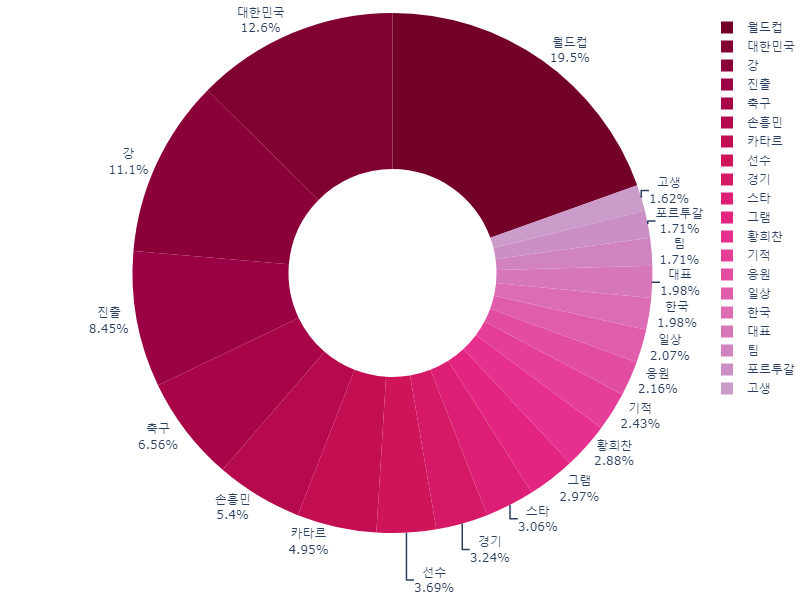 대한민국
12.6%
월드컵
19.5%
강
11.1%
고생
1.62%
포르투갈
1.71%
팀
1.71%
대표
1.98%
한국
1.98%
진출
8.45%
일상
2.07%
응원
2.16%
기적
2.43%
축구
6.56%
황희찬
2.88%
그램
2.97%
손흥민
5.4%
스타
3.06%
카타르
4.95%
경기
3.24%
선수
3.69%
월드컵
대한민국
강
진출
축구
손흥민
카타르
선수
경기
스타
그램
황희찬
기적
응원
일상
한국
대표
팀
포르투갈
고생